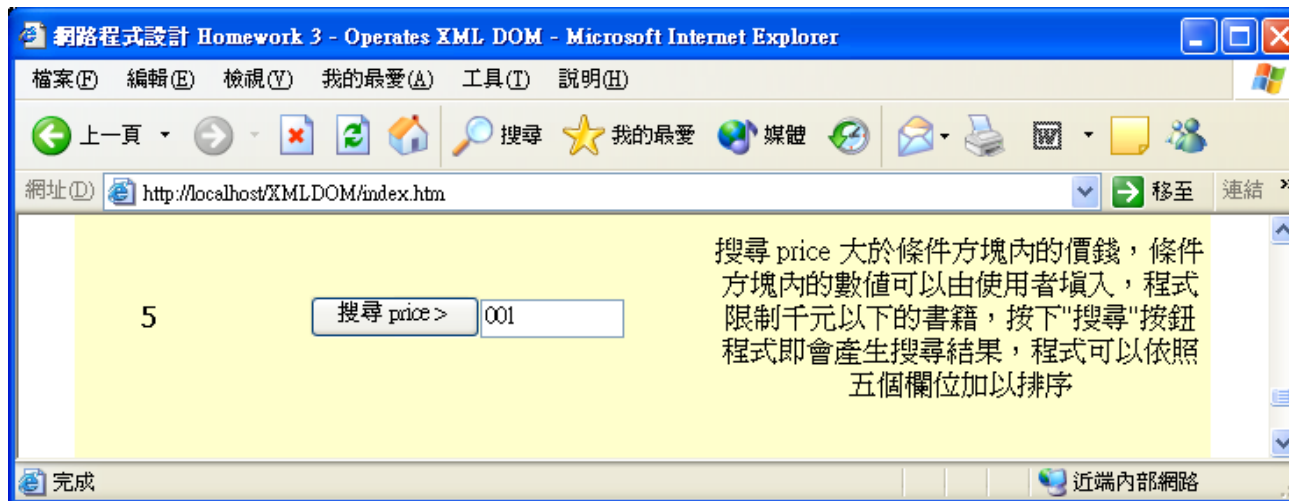 網路程式設計 Homework 3 - Operates XML DOM - Microsoft Internet Explorer
檔案(F) 編輯(E) 檢視(V) 我的最愛(A) 工具(T) 說明(H)
上一頁 搜尋 我的最愛 媒體
網址(D) http://localhost/XMLDOM/index.htm 移至 連結 »
5
搜尋 price > 001
搜尋 price 大於條件方塊內的價錢，條件
方塊內的數值可以由使用者填入，程式
限制千元以下的書籍，按下"搜尋"按鈕
程式即會產生搜尋結果，程式可以依照
五個欄位加以排序
完成 近端內部網路